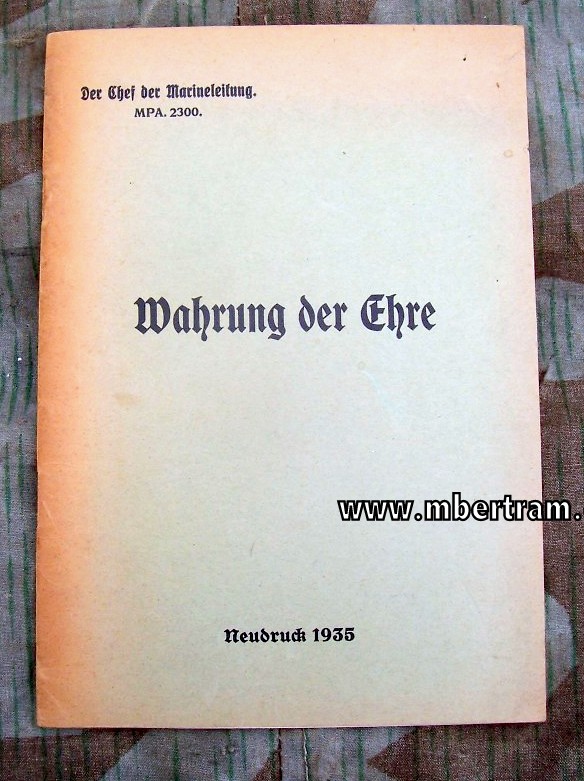 Der Chef der Marineleitung.
MPA. 2300.
Wahrung der Ehre
www.mbertram.
Neudruck 1935